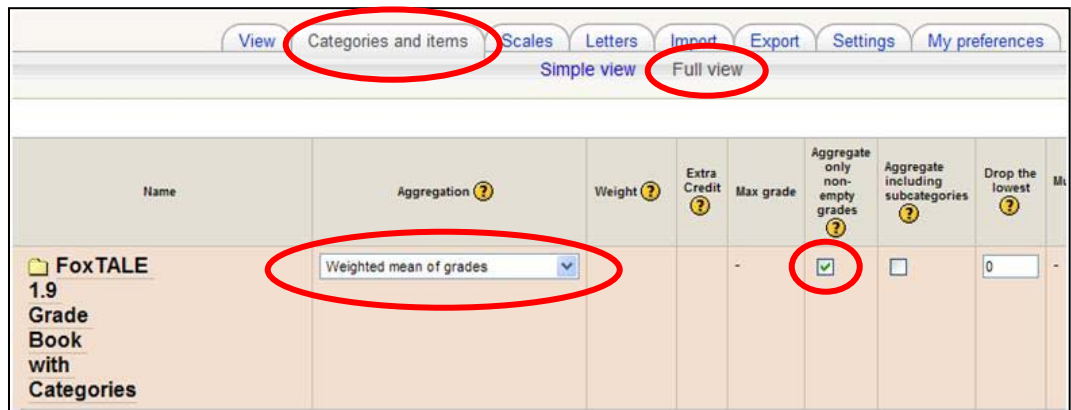 View Categories and items Scales Letters Import Export Settings My preferences
Simple view Full view
Name Aggregation ? Weight ? Extra Credit ? Max grade Aggregate only non-empty grades ? Aggregate including subcategories ? Drop the lowest ?
FoxTALE Weighted mean of grades - 0 -
1.9
Grade
Book
with
Categories